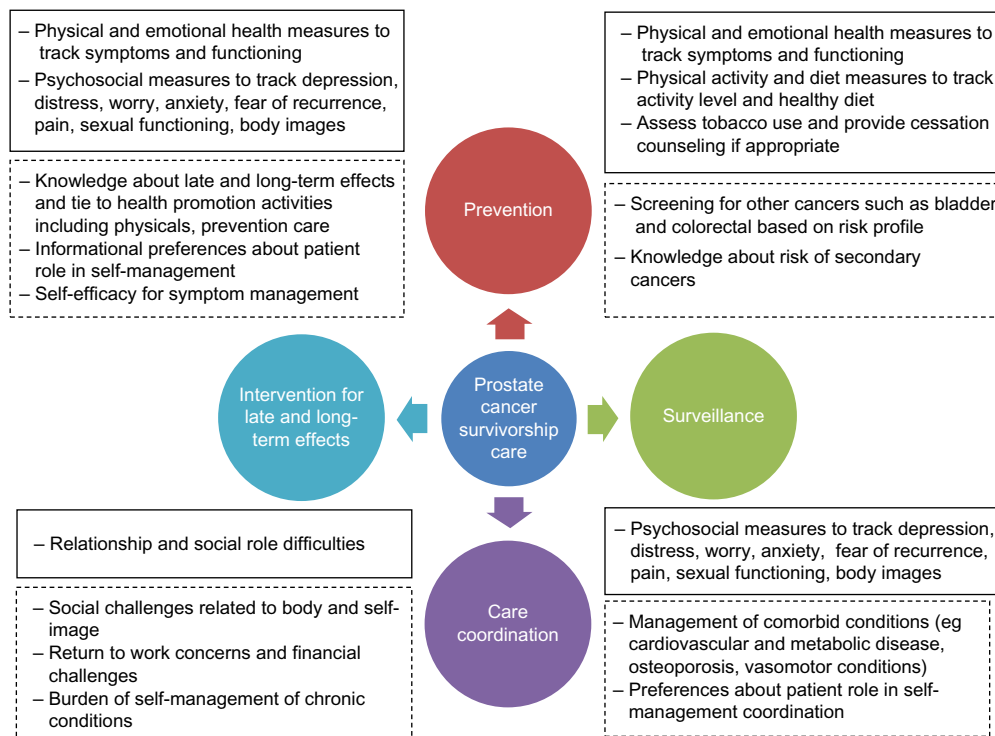 – Physical and emotional health measures to
track symptoms and functioning
– Psychosocial measures to track depression,
distress, worry, anxiety, fear of recurrence,
pain, sexual functioning, body images
– Knowledge about late and long-term effects
and tie to health promotion activities
including physicals, prevention care
– Informational preferences about patient
role in self-management
– Self-efficacy for symptom management
Prevention
– Physical and emotional health measures to
track symptoms and functioning
– Physical activity and diet measures to track
activity level and healthy diet
– Assess tobacco use and provide cessation
counseling if appropriate
– Screening for other cancers such as bladder
and colorectal based on risk profile
– Knowledge about risk of secondary
cancers
Intervention for
late and long-
term effects
Prostate
cancer
survivorship
care
Surveillance
– Relationship and social role difficulties
– Social challenges related to body and self-
image
– Return to work concerns and financial
challenges
– Burden of self-management of chronic
conditions
Care
coordination
– Psychosocial measures to track depression,
distress, worry, anxiety, fear of recurrence,
pain, sexual functioning, body images
– Management of comorbid conditions (eg
cardiovascular and metabolic disease,
osteoporosis, vasomotor conditions)
– Preferences about patient role in self-
management coordination